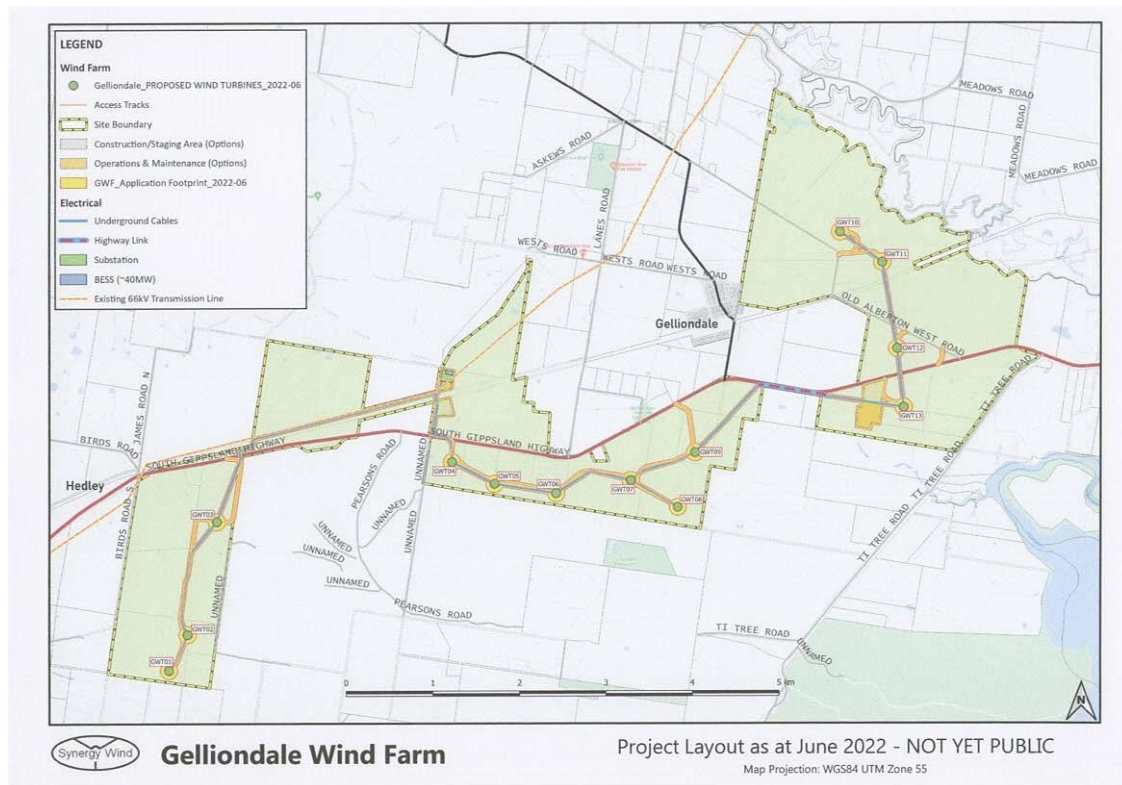 LEGEND
Wind Farm
Gelliondale_PROPOSED WIND TURBINES_2022-06
Access Tracks
Site Boundary
Construction/Staging Area (Options)
Operations & Maintenance (Options)
GWF_Application Footprint_2022-06
Electrical
Underground Cables
Highway Link
Substation
BESS (~40MW)
Existing 66kV Transmission Line
MEADOWS ROAD
MEADOWS ROAD
MEADOWS ROAD
ASKEWS ROAD
LANES ROAD
WESTS ROAD
WESTS ROAD WESTS ROAD
GWT10
GWT11
OLD ALBERTON WEST ROAD
Gelliondale
GWT12
TI TREE ROAD
GWT13
JAMES ROAD N
BIRDS ROAD
SOUTH GIPPSLAND HIGHWAY
SOUTH GIPPSLAND HIGHWAY
UNNAMED
PEARSONS ROAD
GWT04
GWT05
GWT06
GWT07
GWT08
GWT09
Hedley
BIRDS ROAD S
GWT03
UNNAMED
UNNAMED
UNNAMED
UNNAMED
UNNAMED
UNNAMED
PEARSONS ROAD
TI TREE ROAD
TI TREE ROAD
TI TREE ROAD
UNNAMED
GWT02
GWT01
0 1 2 3 4 5 km
N
Synergy Wind
Gelliondale Wind Farm
Project Layout as at June 2022 - NOT YET PUBLIC
Map Projection: WGS84 UTM Zone 55